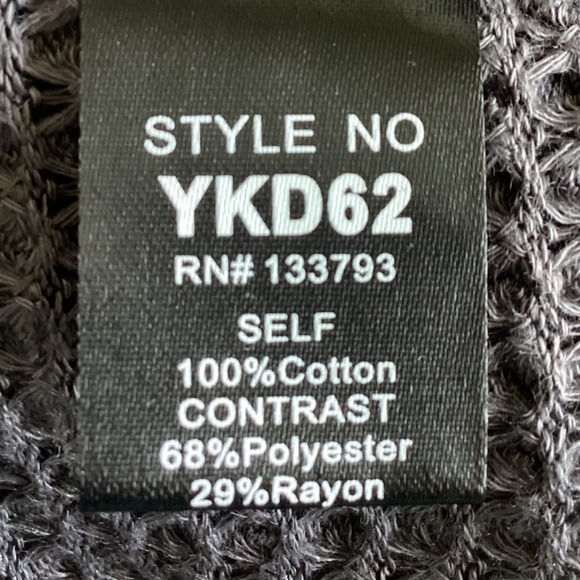 STYLE NO
YKD62
RN# 133793
SELF
100%Cotton
CONTRAST
68%Polyester
29%Rayon